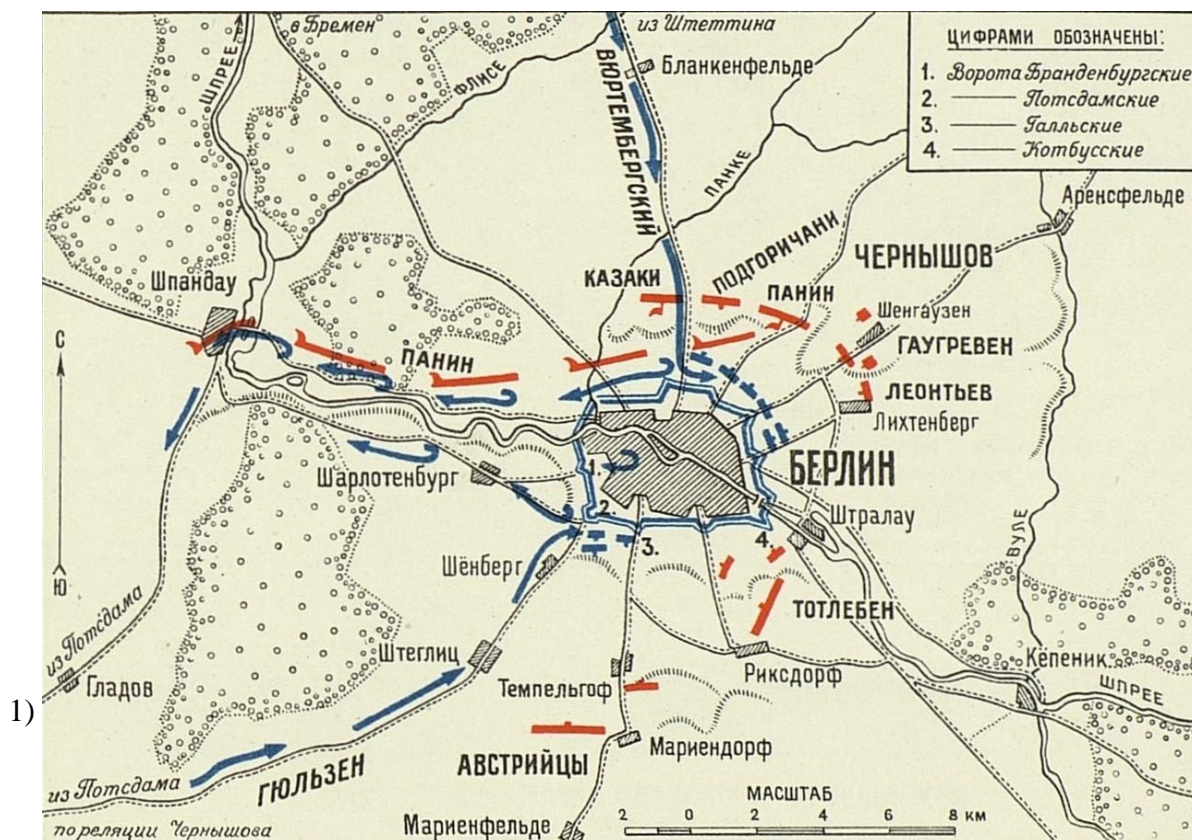 в Бремен
из Штеттина
ЦИФРАМИ ОБОЗНАЧЕНЫ:
1. Ворота Бранденбургские
2. —— Потсдамские
3. —— Галльские
4. —— Котбусские
ШПРЕЕ
ФЛИСЕ
ВЮРТЕМБЕРГСКИЙ
Бланкенфельде
ПАНКЕ
Аренсфельде
Шпандау
КАЗАКИ
ПОДГОРИЧАНИ
ПАНИН
ЧЕРНЫШОВ
Шенгаузен
ГАУГРЕВЕН
С
ПАНИН
ЛЕОНТЬЕВ
Лихтенберг
Шарлотенбург
1.
БЕРЛИН
2.
3.
4.
Штралау
ВУЛЕ
Ю
Шёнберг
ТОТЛЕБЕН
из Потсдама
Штеглиц
Гладов
Темпельгоф
Риксдорф
Кёпеник
ШПРЕЕ
1)
АВСТРИЙЦЫ
Мариендорф
из Потсдама
ГЮЛЬЗЕН
МАСШТАБ
2 0 2 4 6 8 км
по реляции Чернышова
Мариенфельде